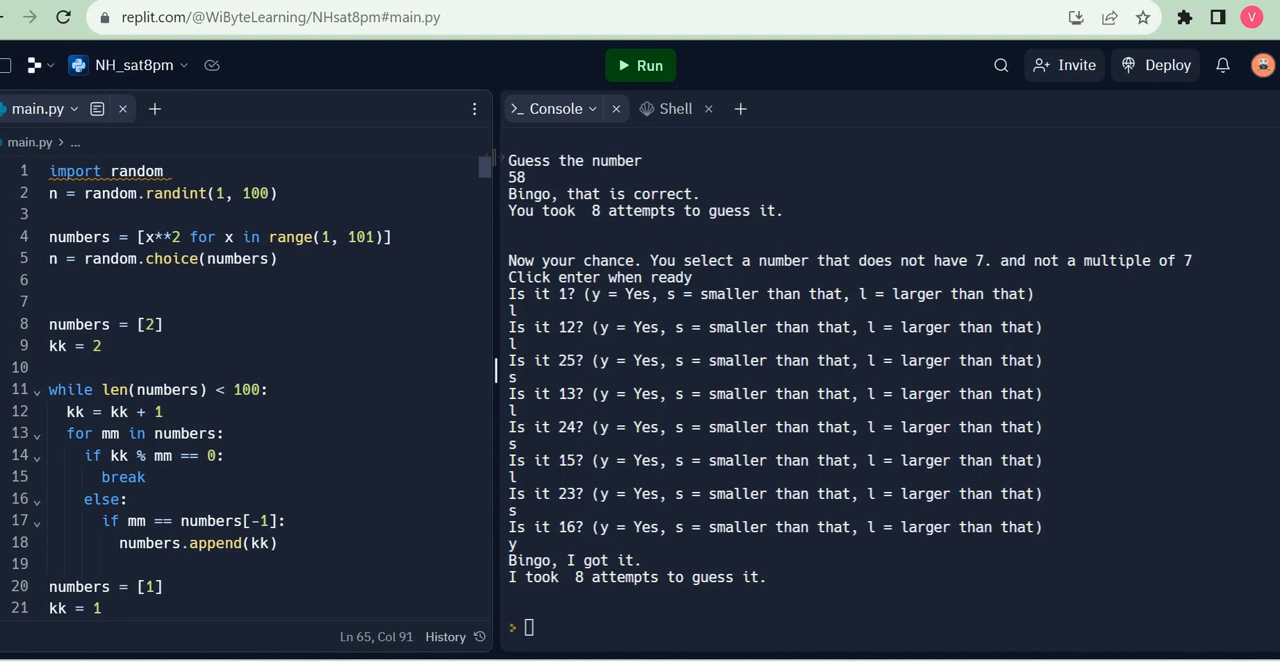 replit.com/@WiByteLearning/NHsat8pm#main.py
V
NH_sat8pm
Run
Invite
Deploy
main.py
main.py > ...
1 import random
2 n = random.randint(1, 100)
3
4 numbers = [x**2 for x in range(1, 101)]
5 n = random.choice(numbers)
6
7
8 numbers = [2]
9 kk = 2
10
11 while len(numbers) < 100:
12 kk = kk + 1
13 for mm in numbers:
14 if kk % mm == 0:
15 break
16 else:
17 if mm == numbers[-1]:
18 numbers.append(kk)
19
20 numbers = [1]
21 kk = 1
Ln 65, Col 91 History
>_ Console
Shell
Guess the number
58
Bingo, that is correct.
You took  8 attempts to guess it.
Now your chance. You select a number that does not have 7. and not a multiple of 7
Click enter when ready
Is it 1? (y = Yes, s = smaller than that, l = larger than that)
l
Is it 12? (y = Yes, s = smaller than that, l = larger than that)
l
Is it 25? (y = Yes, s = smaller than that, l = larger than that)
s
Is it 13? (y = Yes, s = smaller than that, l = larger than that)
l
Is it 24? (y = Yes, s = smaller than that, l = larger than that)
s
Is it 15? (y = Yes, s = smaller than that, l = larger than that)
l
Is it 23? (y = Yes, s = smaller than that, l = larger than that)
s
Is it 16? (y = Yes, s = smaller than that, l = larger than that)
y
Bingo, I got it.
I took  8 attempts to guess it.
>